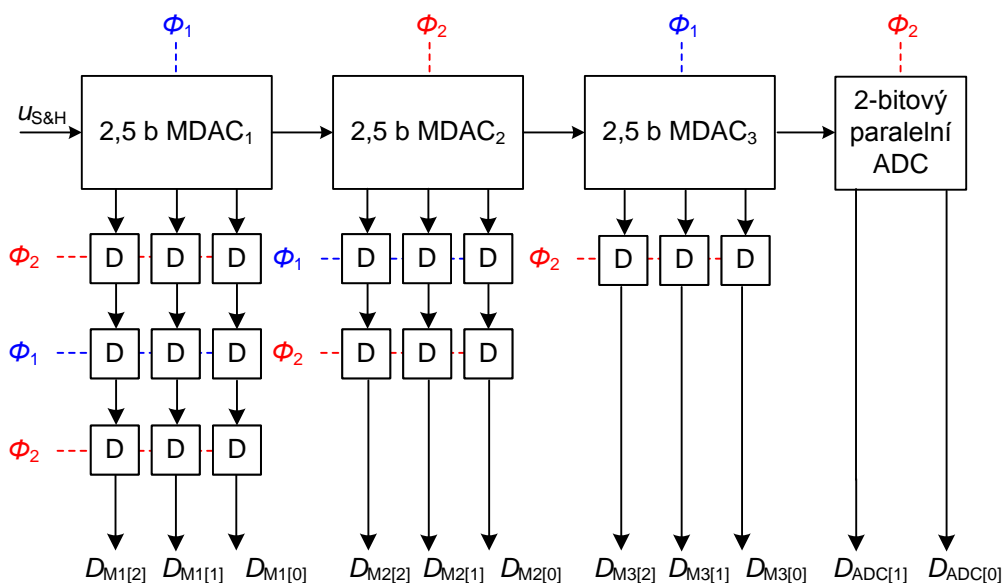 Φ1 Φ2 Φ1 Φ2
uS&H
2,5 b MDAC1 2,5 b MDAC2 2,5 b MDAC3
2-bitový
paralelní
ADC
Φ2 D D D Φ1 D D D Φ2 D D D
Φ1 D D D Φ2 D D D
Φ2 D D D
DM1[2] DM1[1] DM1[0] DM2[2] DM2[1] DM2[0] DM3[2] DM3[1] DM3[0] DADC[1] DADC[0]